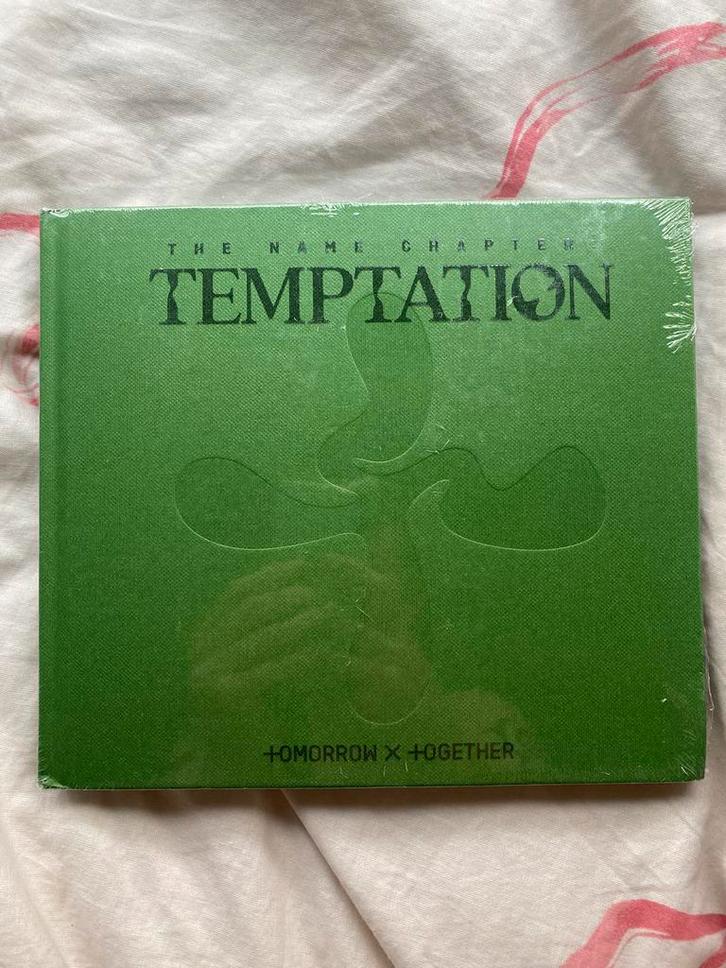 THE NAME CHAPTER
TEMPTATION
TOMORROW X TOGETHER